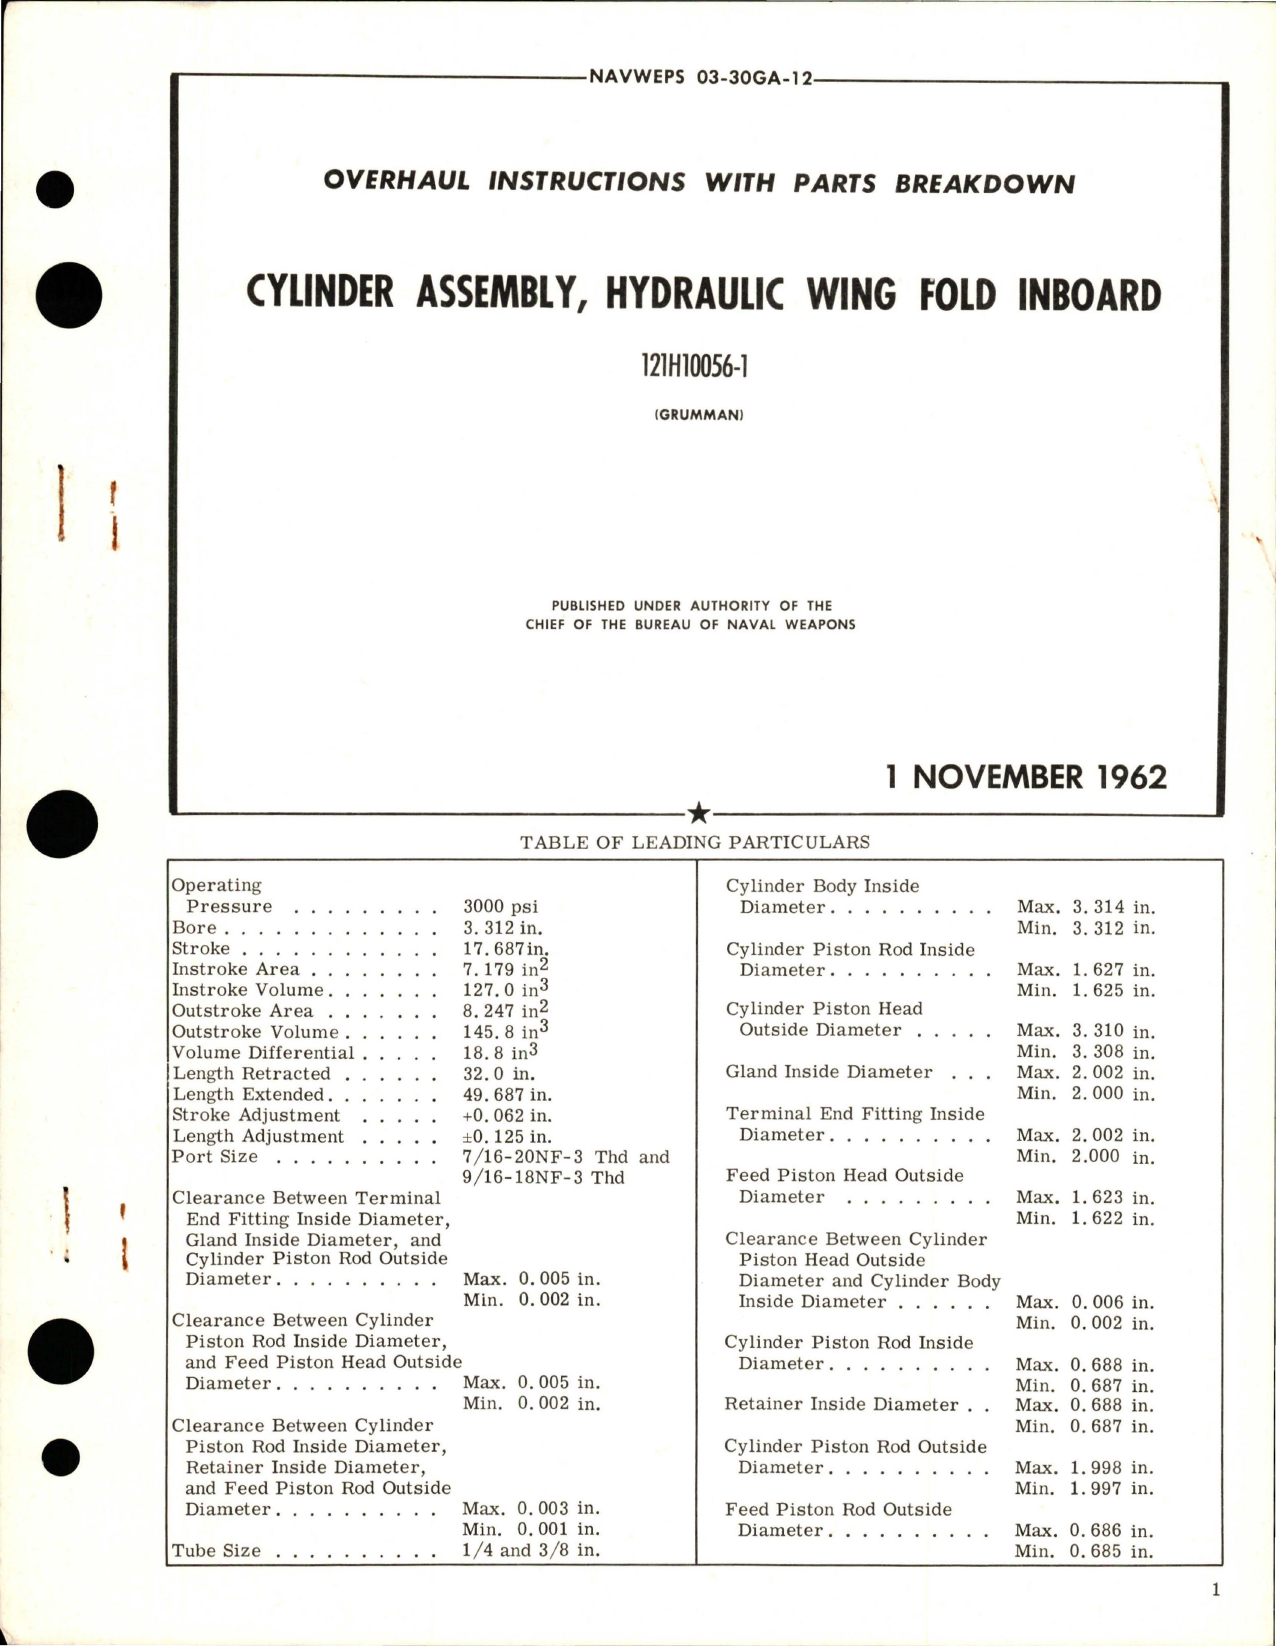 NAVWEPS 03-30GA-12
OVERHAUL INSTRUCTIONS WITH PARTS BREAKDOWN
CYLINDER ASSEMBLY, HYDRAULIC WING FOLD INBOARD
121H10056-1
(GRUMMAN)
PUBLISHED UNDER AUTHORITY OF THE
CHIEF OF THE BUREAU OF NAVAL WEAPONS
1 NOVEMBER 1962
TABLE OF LEADING PARTICULARS
Operating
Pressure . . . . . . . . . 3000 psi
Bore . . . . . . . . . . . . . 3.312 in.
Stroke . . . . . . . . . . . . 17.687in.
Instroke Area . . . . . . . . 7.179 in²
Instroke Volume . . . . . . . 127.0 in³
Outstroke Area . . . . . . . 8.247 in²
Outstroke Volume . . . . . . 145.8 in³
Volume Differential . . . . . 18.8 in³
Length Retracted . . . . . . 32.0 in.
Length Extended . . . . . . . 49.687 in.
Stroke Adjustment . . . . . +0.062 in.
Length Adjustment . . . . . ±0.125 in.
Port Size . . . . . . . . . . 7/16-20NF-3 Thd and
9/16-18NF-3 Thd
Clearance Between Terminal
End Fitting Inside Diameter,
Gland Inside Diameter, and
Cylinder Piston Rod Outside
Diameter . . . . . . . . . . Max. 0.005 in.
Min. 0.002 in.
Clearance Between Cylinder
Piston Rod Inside Diameter,
and Feed Piston Head Outside
Diameter . . . . . . . . . . Max. 0.005 in.
Min. 0.002 in.
Clearance Between Cylinder
Piston Rod Inside Diameter,
Retainer Inside Diameter,
and Feed Piston Rod Outside
Diameter . . . . . . . . . . Max. 0.003 in.
Min. 0.001 in.
Tube Size . . . . . . . . . . 1/4 and 3/8 in.
Cylinder Body Inside
Diameter . . . . . . . . . . Max. 3.314 in.
Min. 3.312 in.
Cylinder Piston Rod Inside
Diameter . . . . . . . . . . Max. 1.627 in.
Min. 1.625 in.
Cylinder Piston Head
Outside Diameter . . . . . Max. 3.310 in.
Min. 3.308 in.
Gland Inside Diameter . . . Max. 2.002 in.
Min. 2.000 in.
Terminal End Fitting Inside
Diameter . . . . . . . . . . Max. 2.002 in.
Min. 2.000 in.
Feed Piston Head Outside
Diameter . . . . . . . . . Max. 1.623 in.
Min. 1.622 in.
Clearance Between Cylinder
Piston Head Outside
Diameter and Cylinder Body
Inside Diameter . . . . . . Max. 0.006 in.
Min. 0.002 in.
Cylinder Piston Rod Inside
Diameter . . . . . . . . . . Max. 0.688 in.
Min. 0.687 in.
Retainer Inside Diameter . . Max. 0.688 in.
Min. 0.687 in.
Cylinder Piston Rod Outside
Diameter . . . . . . . . . . Max. 1.998 in.
Min. 1.997 in.
Feed Piston Rod Outside
Diameter . . . . . . . . . . Max. 0.686 in.
Min. 0.685 in.
1